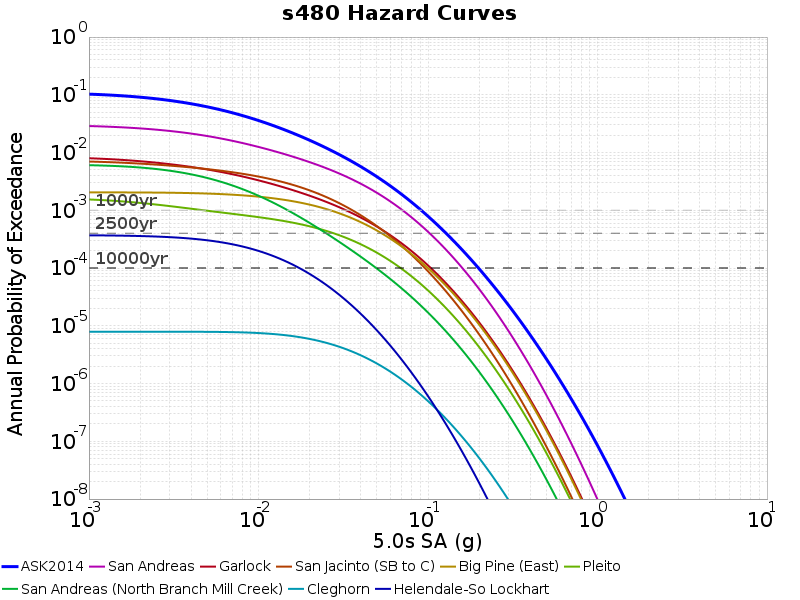 s480 Hazard Curves
Annual Probability of Exceedance
10^0
10^-1
10^-2
10^-3
10^-4
10^-5
10^-6
10^-7
10^-8
1000yr
2500yr
10000yr
10^-3 10^-2 10^-1 10^0 10^1
5.0s SA (g)
ASK2014 San Andreas Garlock San Jacinto (SB to C) Big Pine (East) Pleito
San Andreas (North Branch Mill Creek) Cleghorn Helendale-So Lockhart